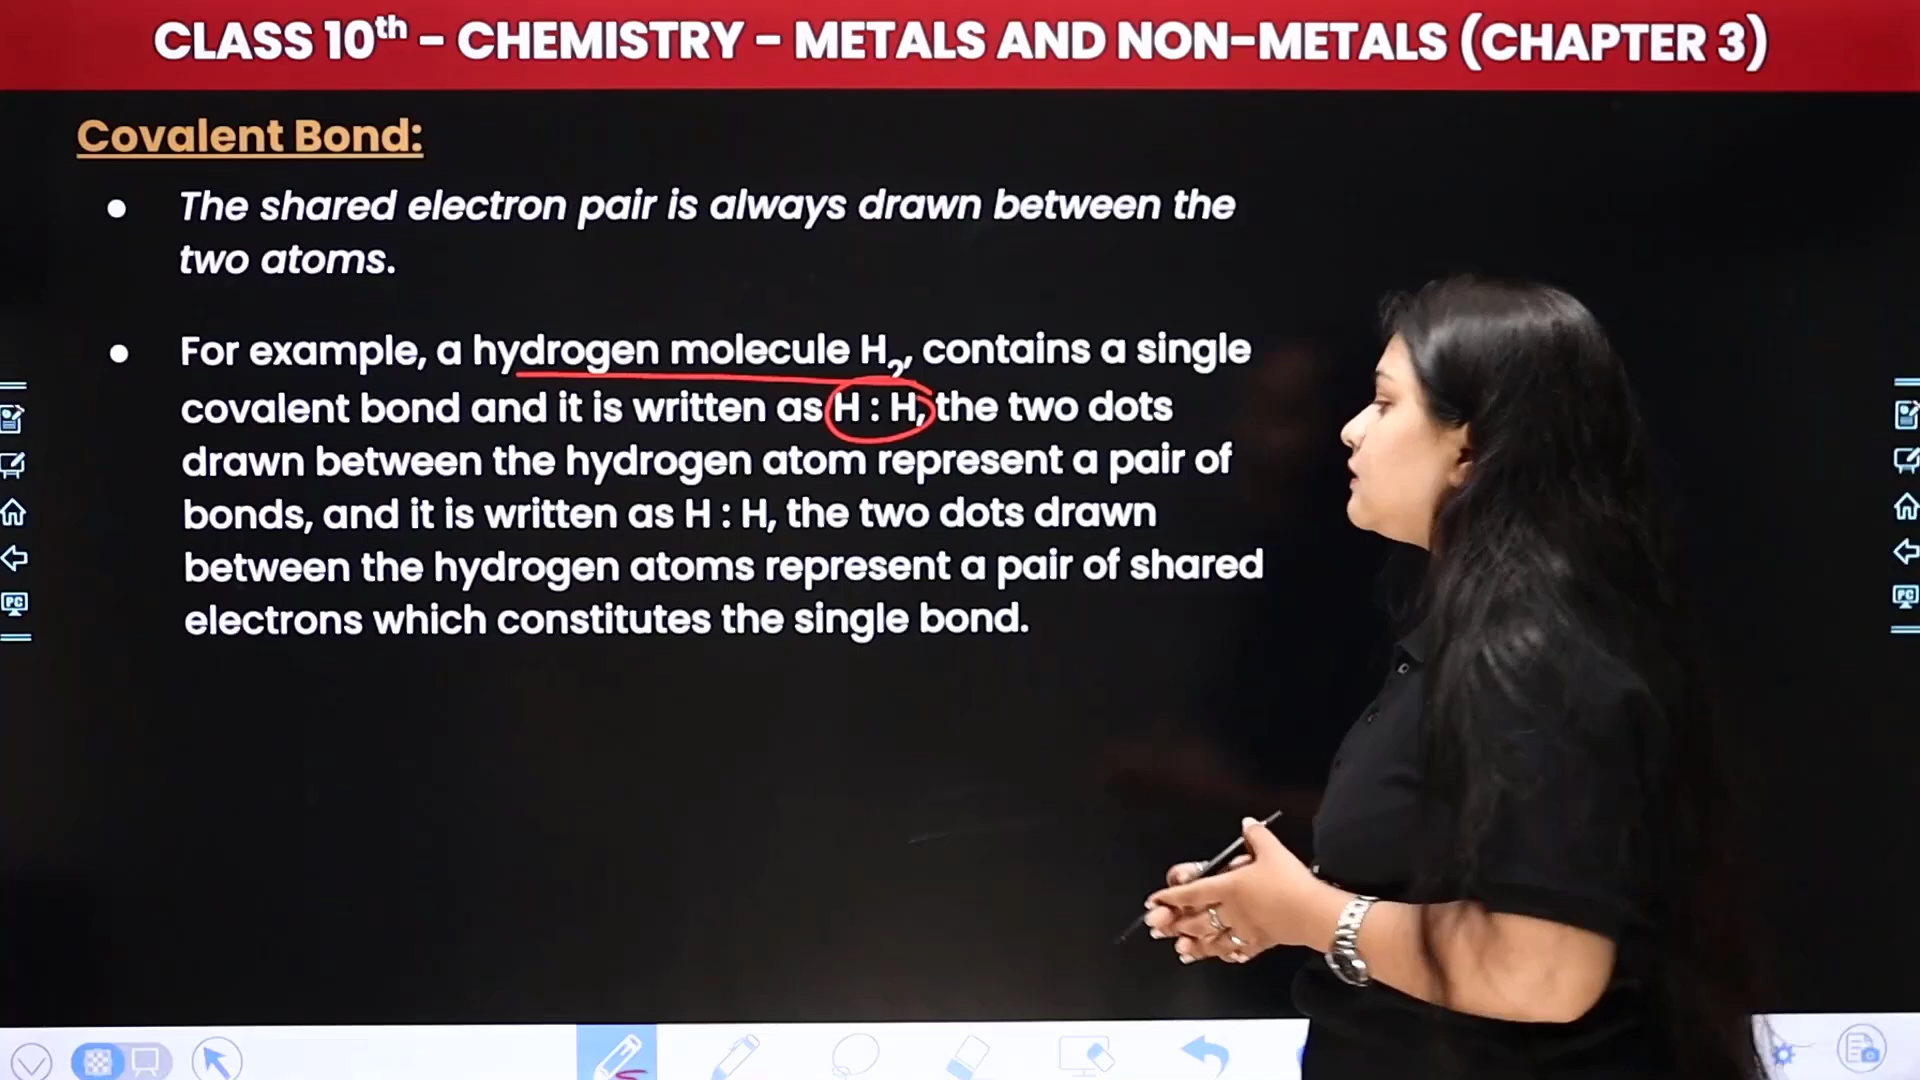 CLASS 10th - CHEMISTRY - METALS AND NON-METALS (CHAPTER 3)
Covalent Bond:
● The shared electron pair is always drawn between the
two atoms.
● For example, a hydrogen molecule H₂, contains a single
covalent bond and it is written as H : H, the two dots
drawn between the hydrogen atom represent a pair of
bonds, and it is written as H : H, the two dots drawn
between the hydrogen atoms represent a pair of shared
electrons which constitutes the single bond.
PC
PC